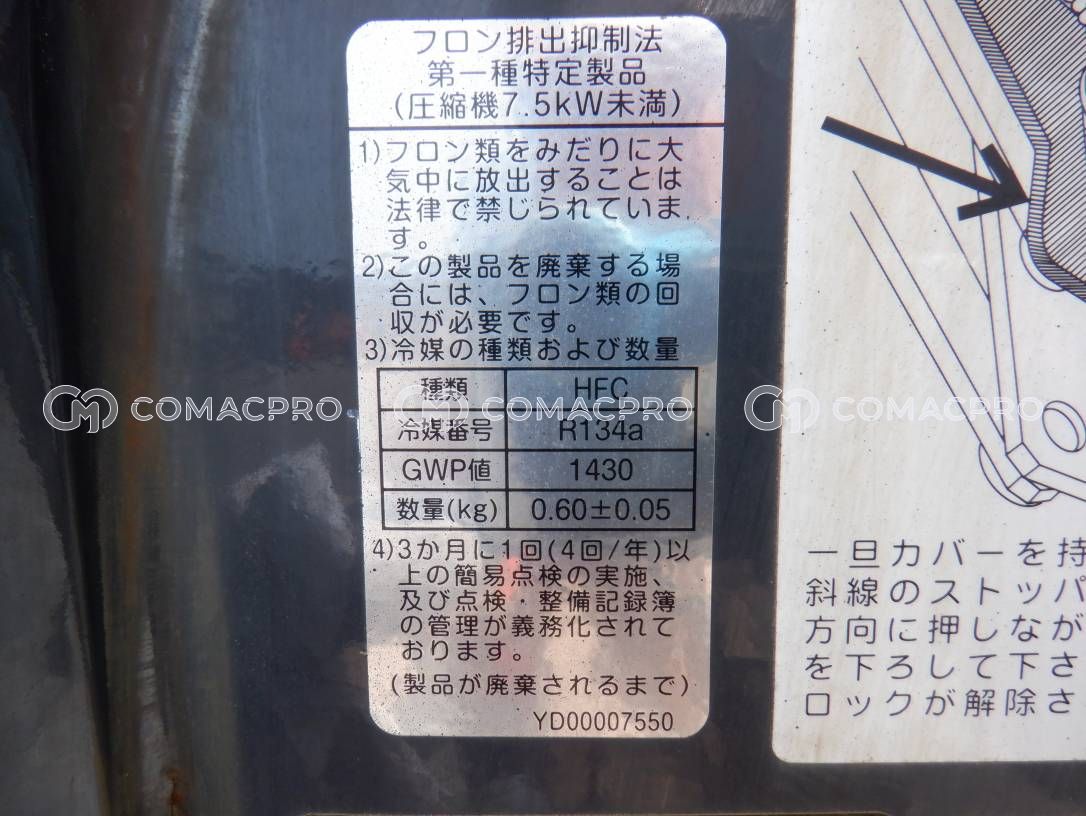 フロン排出抑制法
第一種特定製品
(圧縮機7.5kW未満)
1)フロン類をみだりに大
気中に放出することは
法律で禁じられていま
す。
2)この製品を廃棄する場
合には、フロン類の回
収が必要です。
3)冷媒の種類および数量
種類 HFC
COMACPRO COMACPRO COMACPRO
冷媒番号 R134a
GWP値 1430
数量(kg) 0.60±0.05
4)3か月に1回(4回/年)以
上の簡易点検の実施、
及び点検・整備記録簿
の管理が義務化されて
おります。
(製品が廃棄されるまで)
YD00007550
一旦カバーを持
斜線のストッパ
方向に押しなが
を下ろして下さ
ロックが解除さ